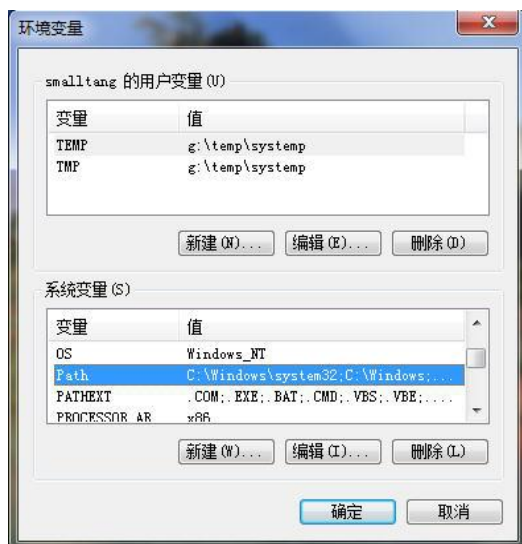 环境变量
smalltang 的用户变量(U)
变量 值
TEMP g:\temp\systemp
TMP g:\temp\systemp
新建(N)... 编辑(E)... 删除(D)
系统变量(S)
变量 值
OS Windows_NT
Path C:\Windows\system32;C:\Windows;...
PATHEXT .COM;.EXE;.BAT;.CMD;.VBS;.VBE;....
PROCESSOR_AR x86
新建(W)... 编辑(I)... 删除(L)
确定 取消